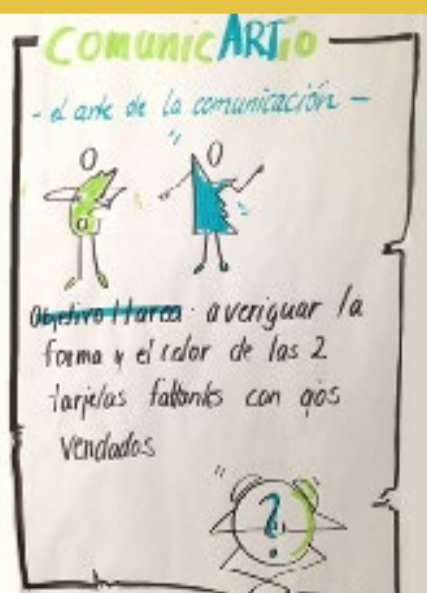 ComunicARTio
- el arte de la comunicación -
Objetivo/tarea: averiguar la
forma y el color de las 2
tarjetas faltantes con ojos
vendados
?